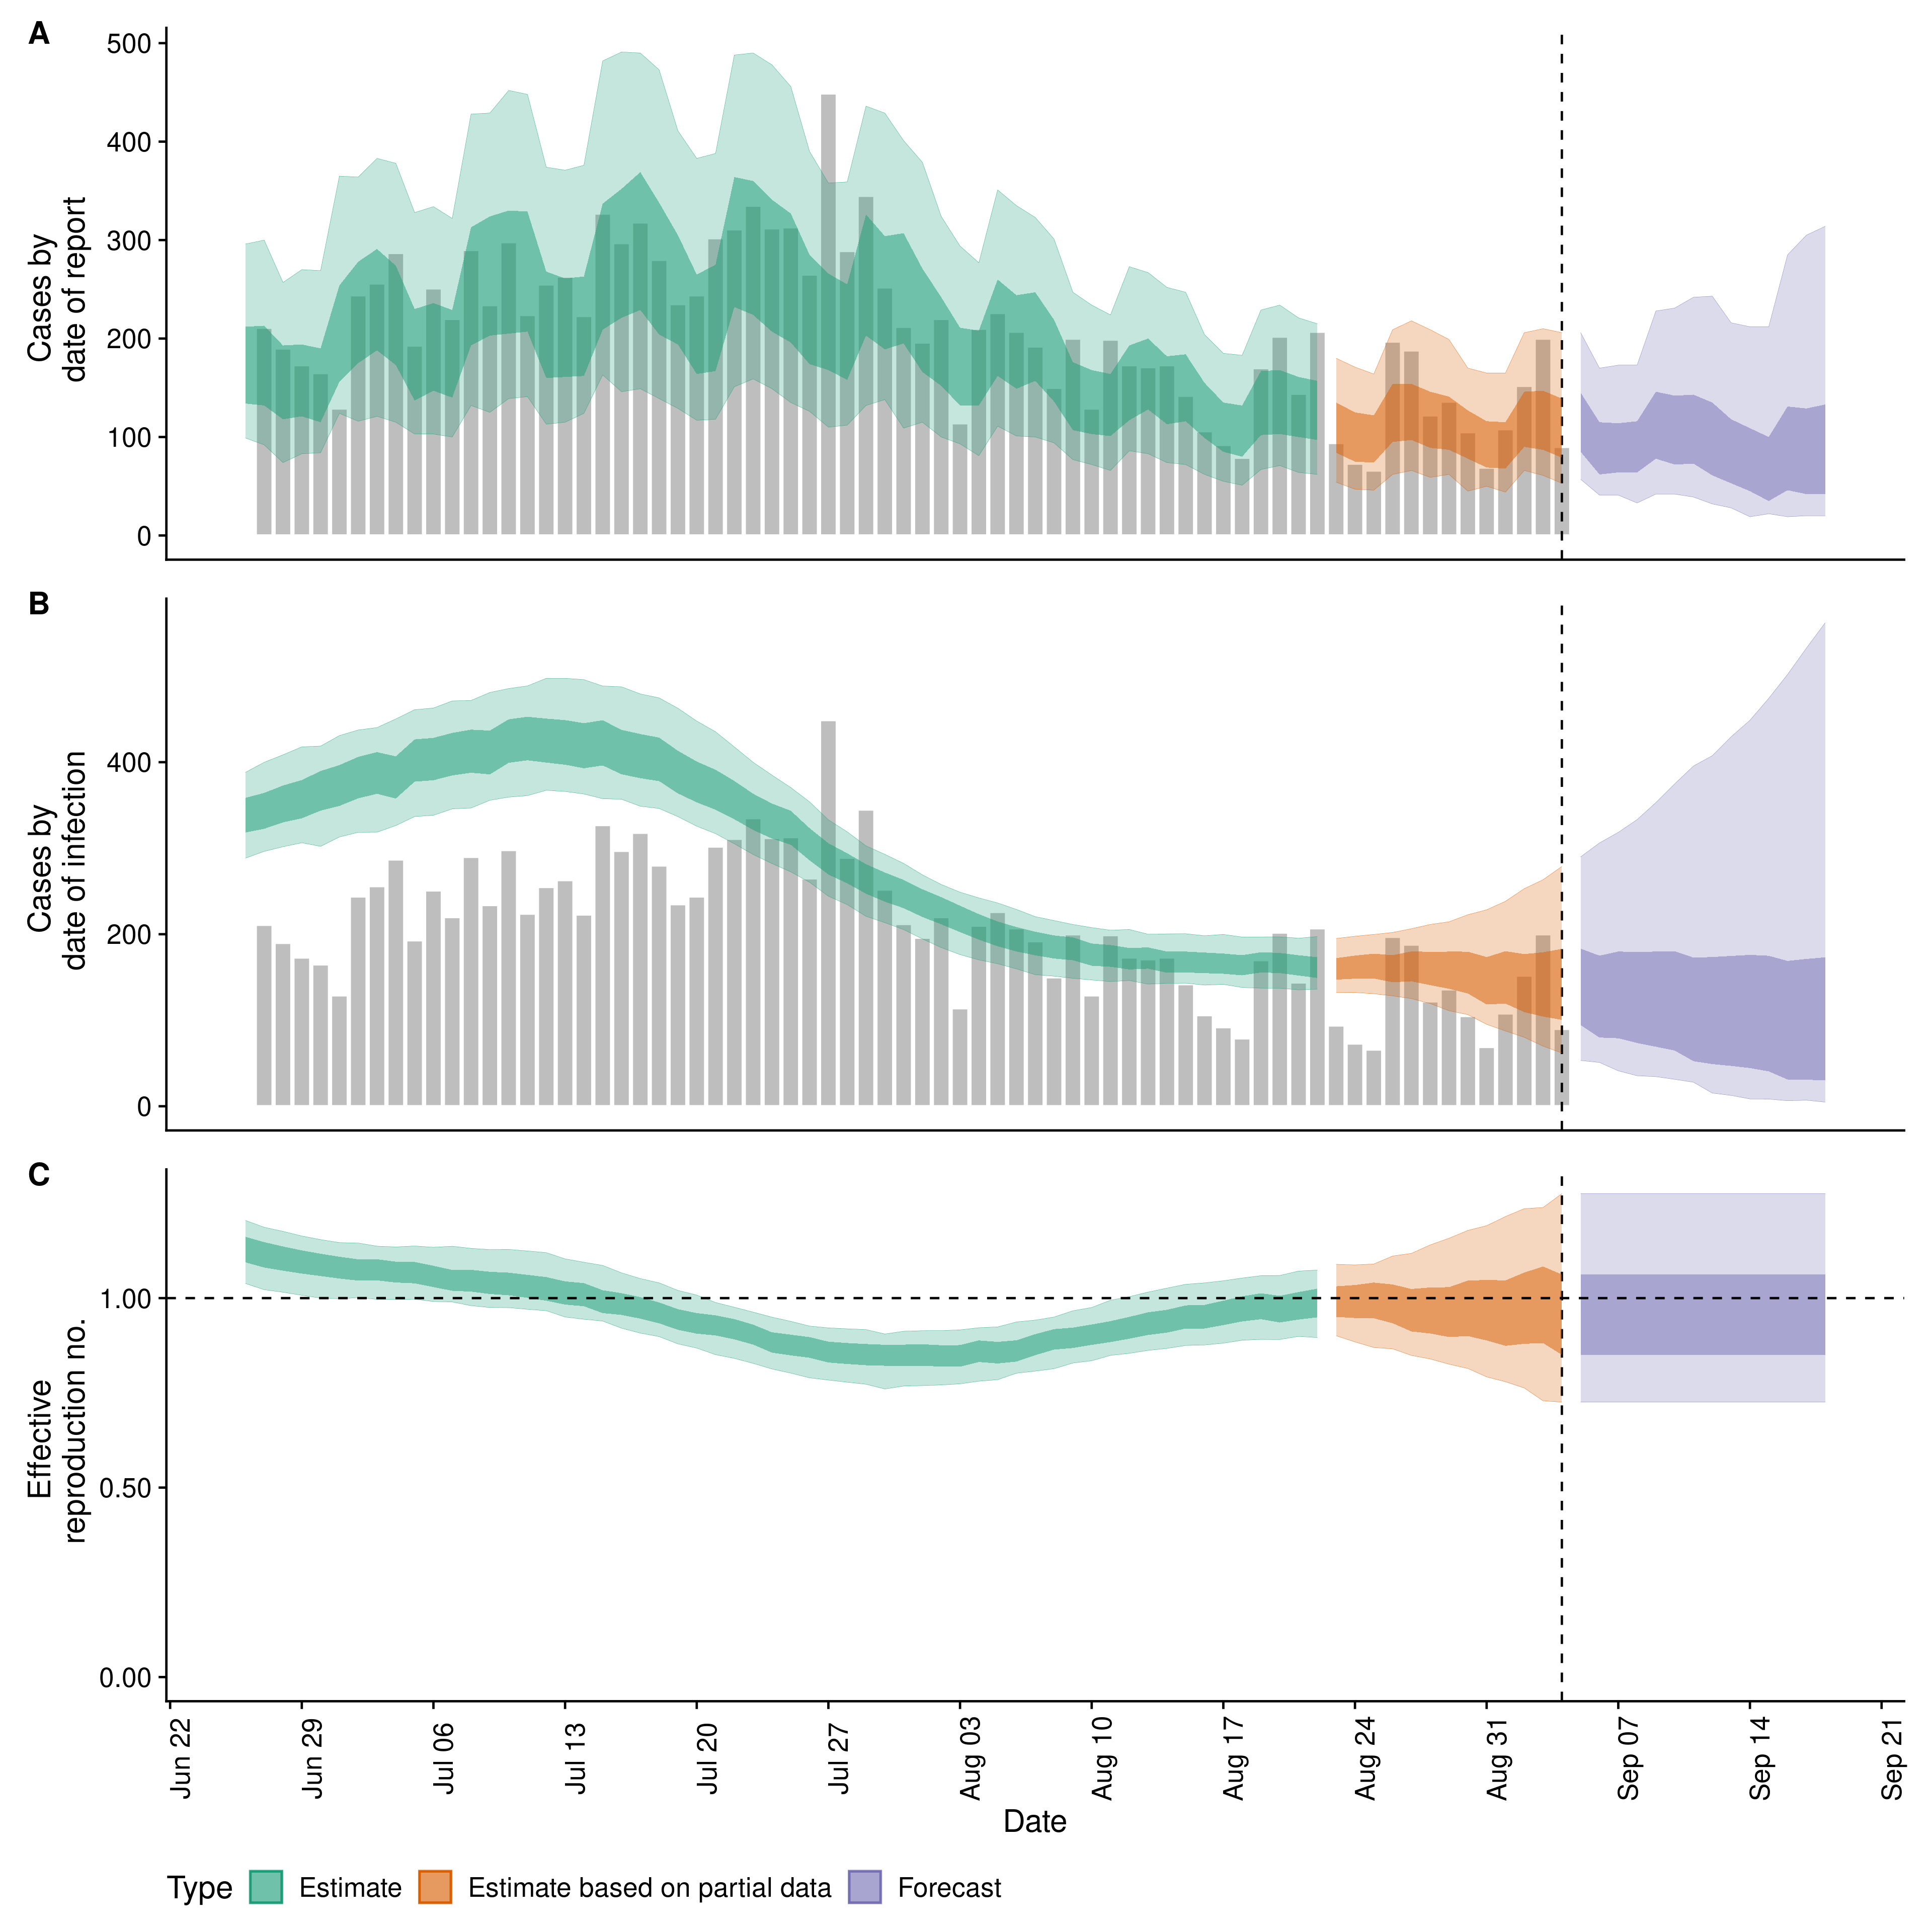 A
500
400
300
200
100
0
Cases by
date of report
B
400
200
0
Cases by
date of infection
C
1.00
0.50
0.00
Effective
reproduction no.
Jun 22
Jun 29
Jul 06
Jul 13
Jul 20
Jul 27
Aug 03
Aug 10
Aug 17
Aug 24
Aug 31
Sep 07
Sep 14
Sep 21
Date
Type Estimate Estimate based on partial data Forecast